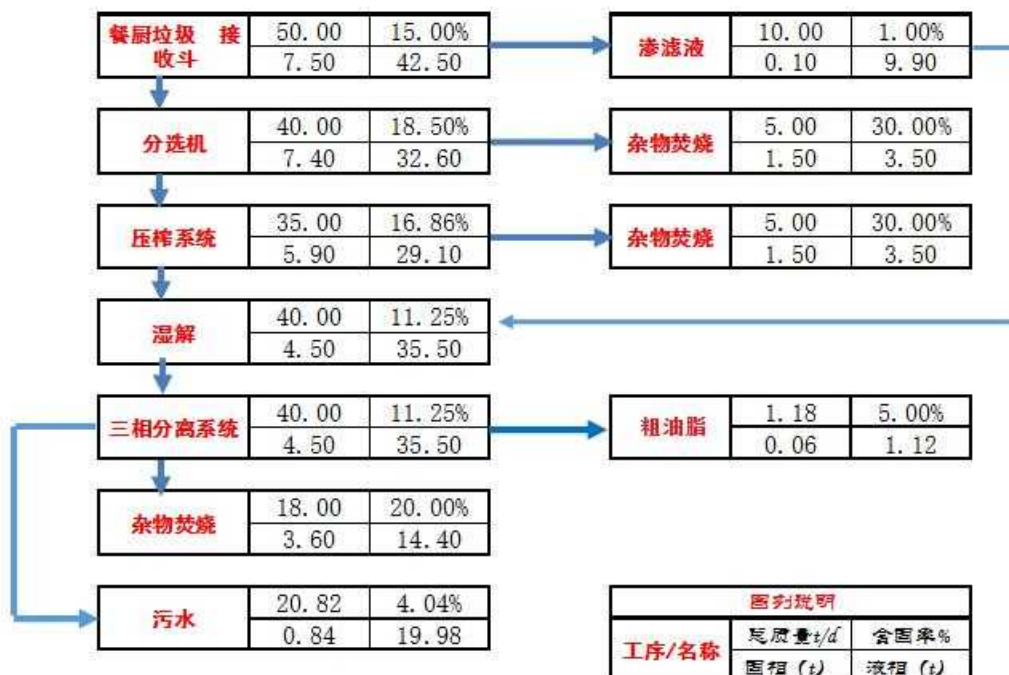 餐厨垃圾 接收斗 50.00 15.00% 渗滤液 10.00 1.00%
7.50 42.50 0.10 9.90
分选机 40.00 18.50% 杂物焚烧 5.00 30.00%
7.40 32.60 1.50 3.50
压榨系统 35.00 16.86% 杂物焚烧 5.00 30.00%
5.90 29.10 1.50 3.50
湿解 40.00 11.25%
4.50 35.50
三相分离系统 40.00 11.25% 粗油脂 1.18 5.00%
4.50 35.50 0.06 1.12
杂物焚烧 18.00 20.00%
3.60 14.40
污水 20.82 4.04%
0.84 19.98
图列说明
工序/名称 总质量t/d 含固率%
固相(t) 液相(t)